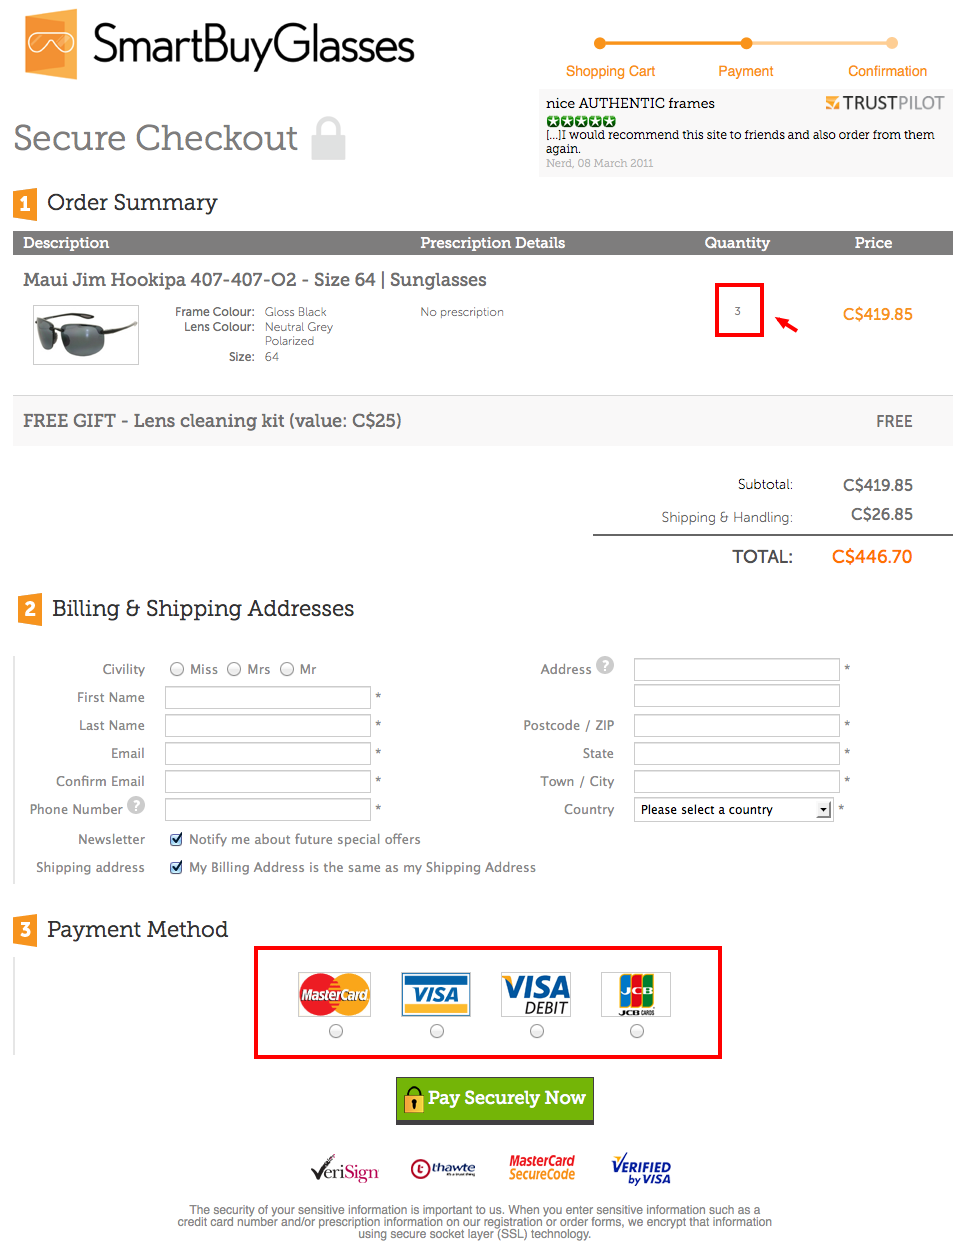 SmartBuyGlasses
Shopping Cart Payment Confirmation
nice AUTHENTIC frames TRUSTPILOT
[...]I would recommend this site to friends and also order from them
again.
Nerd, 08 March 2011
Secure Checkout
1 Order Summary
Description Prescription Details Quantity Price
Maui Jim Hookipa 407-407-O2 - Size 64 | Sunglasses
Frame Colour: Gloss Black No prescription 3 C$419.85
Lens Colour: Neutral Grey
Polarized
Size: 64
FREE GIFT - Lens cleaning kit (value: C$25) FREE
Subtotal: C$419.85
Shipping & Handling: C$26.85
TOTAL: C$446.70
2 Billing & Shipping Addresses
Civility Miss Mrs Mr
First Name *
Last Name *
Email *
Confirm Email *
Phone Number ? *
Newsletter Notify me about future special offers
Shipping address My Billing Address is the same as my Shipping Address
Address ? *
Postcode / ZIP *
State *
Town / City *
Country Please select a country *
3 Payment Method
MasterCard VISA VISA DEBIT JCB JCB CARDS
Pay Securely Now
VeriSign thawte MasterCard SecureCode VERIFIED by VISA
The security of your sensitive information is important to us. When you enter sensitive information such as a
credit card number and/or prescription information on our registration or order forms, we encrypt that information
using secure socket layer (SSL) technology.